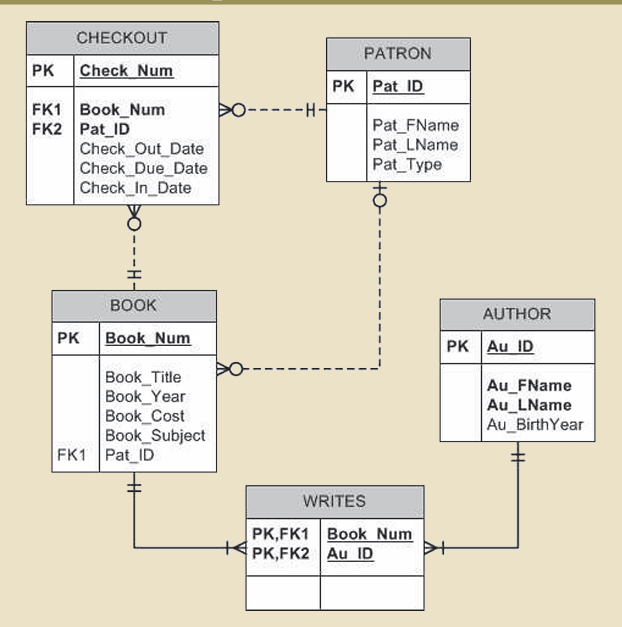 CHECKOUT
PK Check_Num
FK1 Book_Num
FK2 Pat_ID
Check_Out_Date
Check_Due_Date
Check_In_Date
PATRON
PK Pat_ID
Pat_FName
Pat_LName
Pat_Type
BOOK
PK Book_Num
Book_Title
Book_Year
Book_Cost
Book_Subject
FK1 Pat_ID
AUTHOR
PK Au_ID
Au_FName
Au_LName
Au_BirthYear
WRITES
PK,FK1 Book_Num
PK,FK2 Au_ID